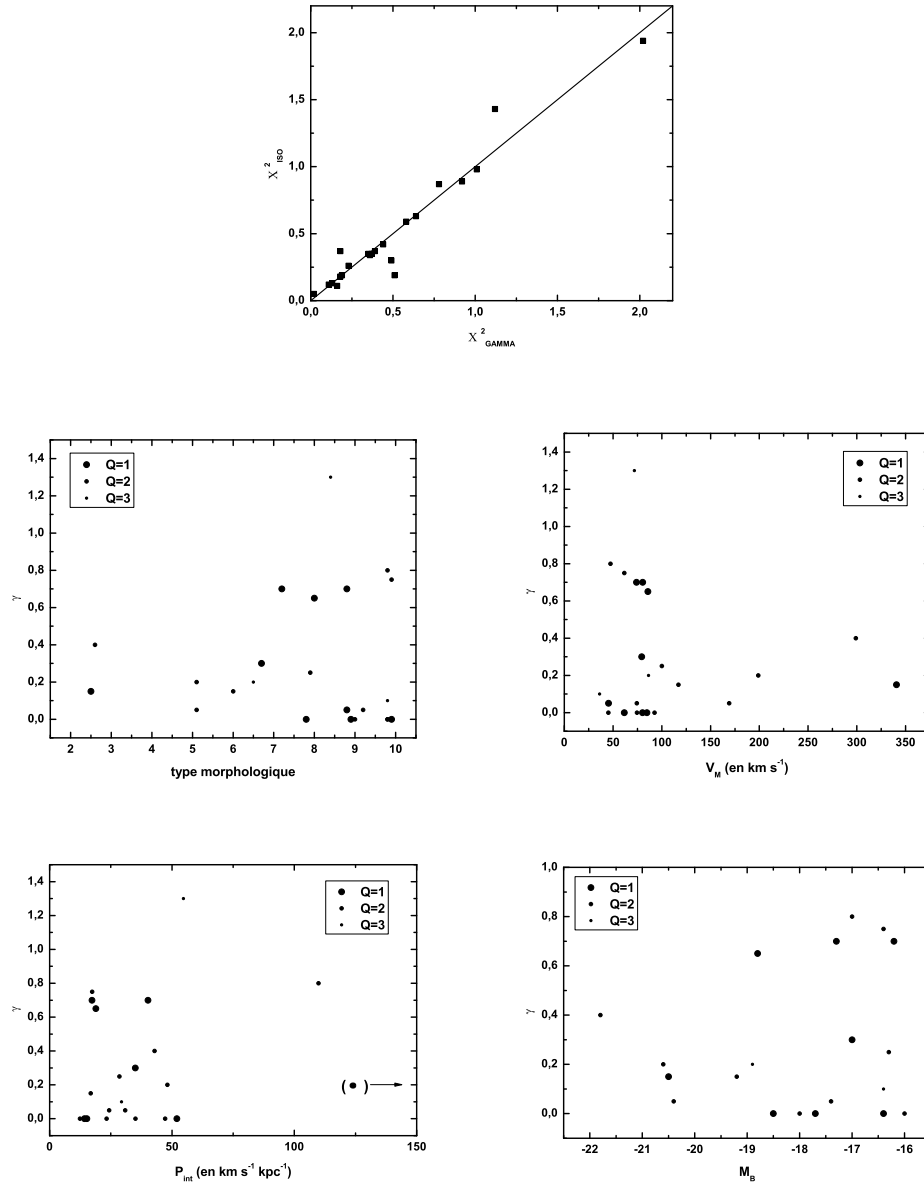 2,0
1,5
1,0
0,5
0,0
χ²ISO
0,0 0,5 1,0 1,5 2,0
χ²GAMMA
1,4
1,2
1,0
0,8
0,6
0,4
0,2
0,0
γ
Q=1
Q=2
Q=3
2 3 4 5 6 7 8 9 10
type morphologique
1,4
1,2
1,0
0,8
0,6
0,4
0,2
0,0
γ
Q=1
Q=2
Q=3
0 50 100 150 200 250 300 350
V_M (en km s⁻¹)
1,4
1,2
1,0
0,8
0,6
0,4
0,2
0,0
γ
Q=1
Q=2
Q=3
( )
0 50 100 150
P_int (en km s⁻¹ kpc⁻¹)
1,0
0,8
0,6
0,4
0,2
0,0
γ
Q=1
Q=2
Q=3
-22 -21 -20 -19 -18 -17 -16
M_B